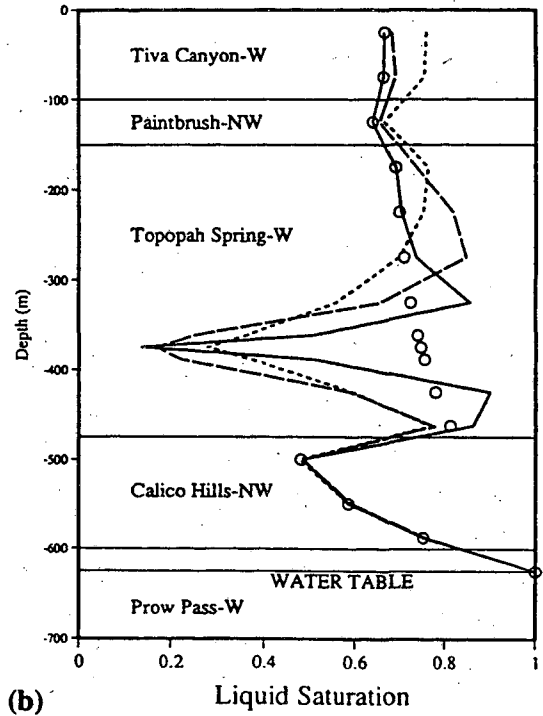 0
Tiva Canyon-W
-100
Paintbrush-NW
-200
Topopah Spring-W
-300
Depth (m)
-400
-500
Calico Hills-NW
-600
WATER TABLE
Prow Pass-W
-700
0 0.2 0.4 0.6 0.8 1
(b) Liquid Saturation